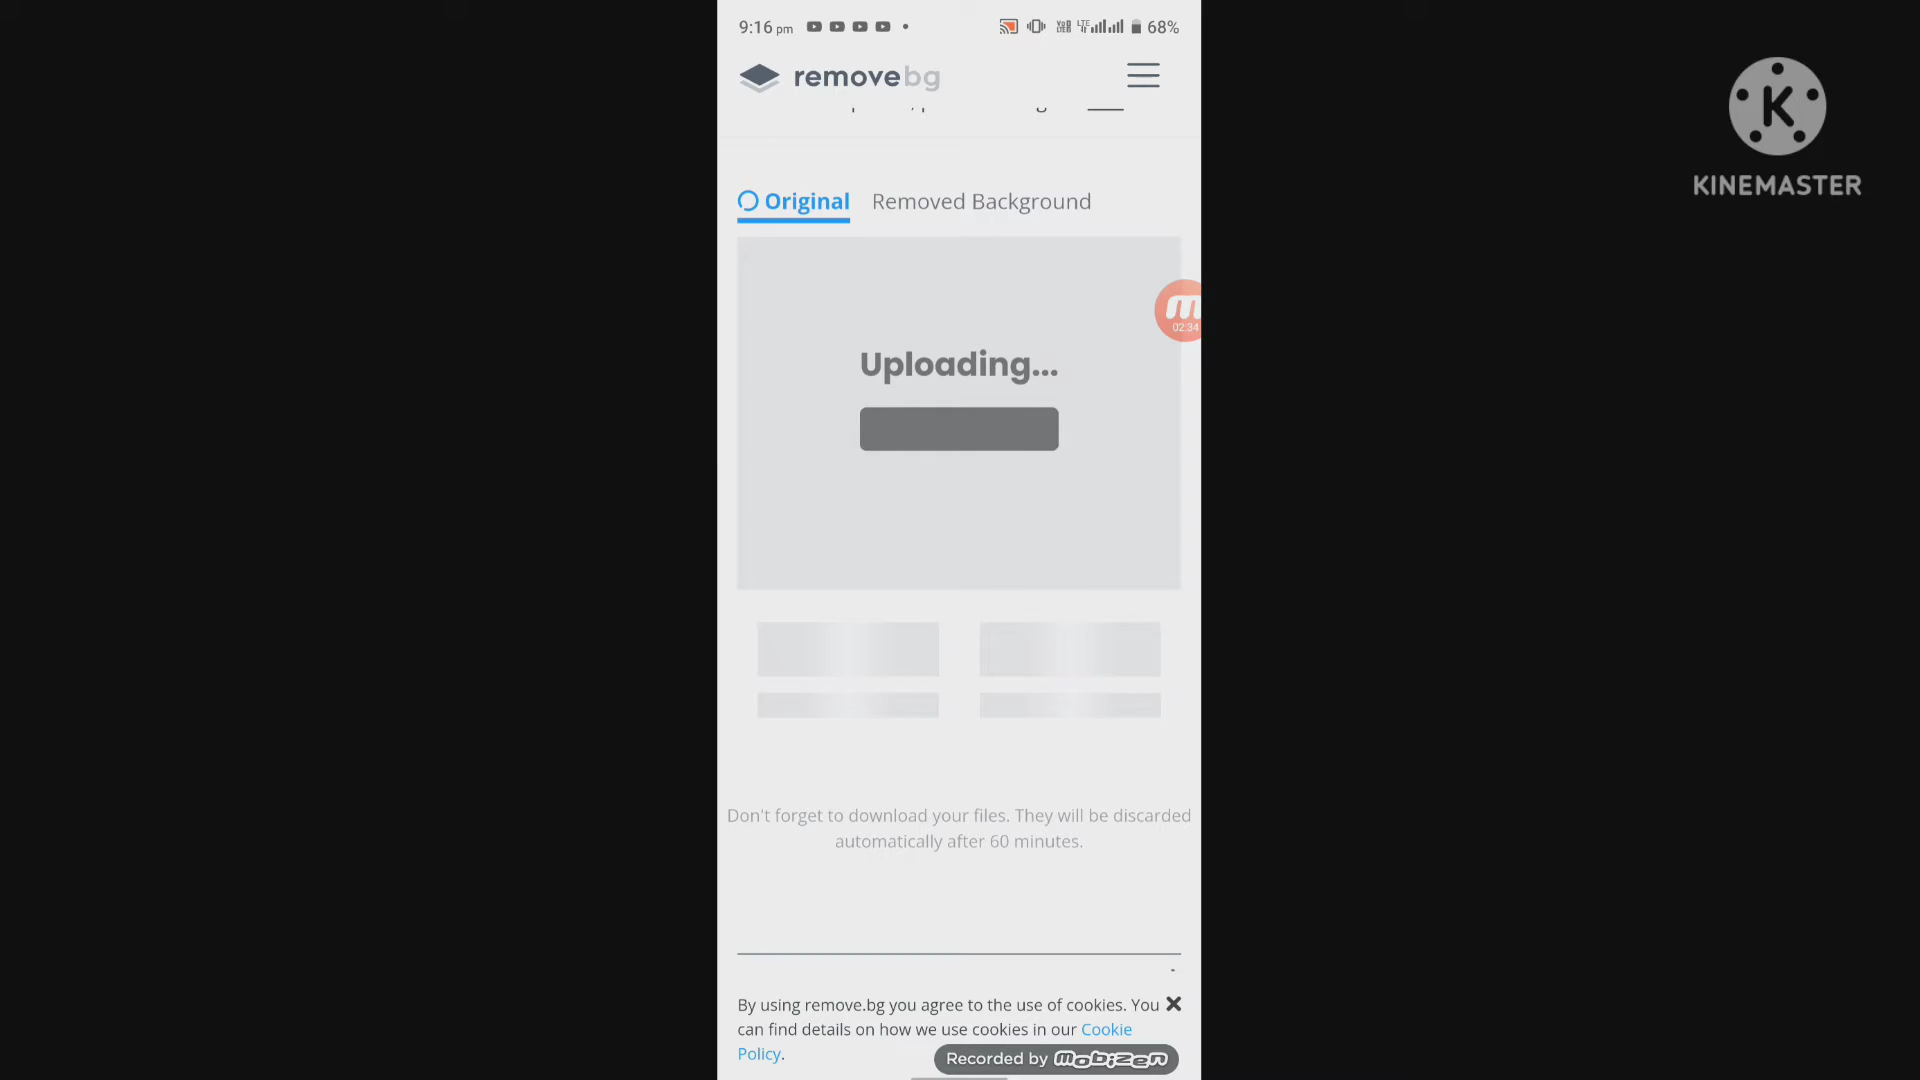 9:16 pm
68%
removebg
Original
Removed Background
02:34
Uploading...
Don't forget to download your files. They will be discarded
automatically after 60 minutes.
By using remove.bg you agree to the use of cookies. You
can find details on how we use cookies in our Cookie
Policy.
Recorded by mobizen
K
KINEMASTER